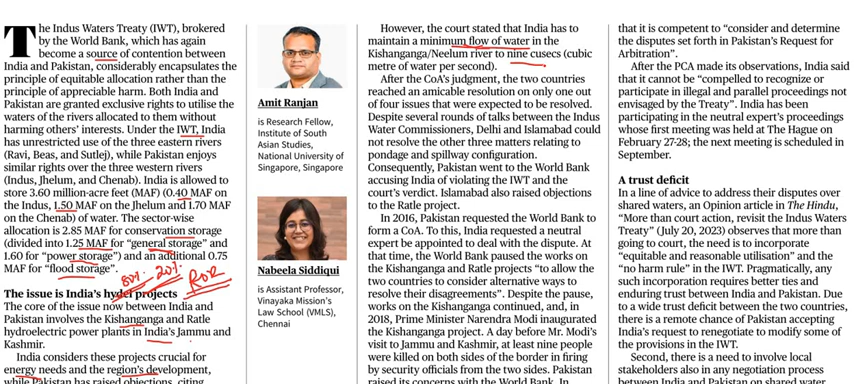 The Indus Waters Treaty (IWT), brokered
by the World Bank, which has again
become a source of contention between
India and Pakistan, considerably encapsulates the
principle of equitable allocation rather than the
principle of appreciable harm. Both India and
Pakistan are granted exclusive rights to utilise the
waters of the rivers allocated to them without
harming others' interests. Under the IWT, India
has unrestricted use of the three eastern rivers
(Ravi, Beas, and Sutlej), while Pakistan enjoys
similar rights over the three western rivers
(Indus, Jhelum, and Chenab). India is allowed to
store 3.60 million-acre feet (MAF) (0.40 MAF on
the Indus, 1.50 MAF on the Jhelum and 1.70 MAF
on the Chenab) of water. The sector-wise
allocation is 2.85 MAF for conservation storage
(divided into 1.25 MAF for "general storage" and
1.60 for "power storage") and an additional 0.75
MAF for "flood storage".
80% 20% ROR
The issue is India's hydel projects
The core of the issue now between India and
Pakistan involves the Kishanganga and Ratle
hydroelectric power plants in India's Jammu and
Kashmir.
India considers these projects crucial for
energy needs and the region's development,
while Pakistan has raised objections, citing
Amit Ranjan
is Research Fellow,
Institute of South
Asian Studies,
National University of
Singapore, Singapore
Nabeela Siddiqui
is Assistant Professor,
Vinayaka Mission's
Law School (VMLS),
Chennai
However, the court stated that India has to
maintain a minimum flow of water in the
Kishanganga/Neelum river to nine cusecs (cubic
metre of water per second).
After the CoA's judgment, the two countries
reached an amicable resolution on only one out
of four issues that were expected to be resolved.
Despite several rounds of talks between the Indus
Water Commissioners, Delhi and Islamabad could
not resolve the other three matters relating to
pondage and spillway configuration.
Consequently, Pakistan went to the World Bank
accusing India of violating the IWT and the
court's verdict. Islamabad also raised objections
to the Ratle project.
In 2016, Pakistan requested the World Bank to
form a CoA. To this, India requested a neutral
expert be appointed to deal with the dispute. At
that time, the World Bank paused the works on
the Kishanganga and Ratle projects "to allow the
two countries to consider alternative ways to
resolve their disagreements". Despite the pause,
works on the Kishanganga continued, and, in
2018, Prime Minister Narendra Modi inaugurated
the Kishanganga project. A day before Mr. Modi's
visit to Jammu and Kashmir, at least nine people
were killed on both sides of the border in firing
by security officials from the two sides. Pakistan
raised its concerns with the World Bank. In
that it is competent to "consider and determine
the disputes set forth in Pakistan's Request for
Arbitration".
After the PCA made its observations, India said
that it cannot be "compelled to recognize or
participate in illegal and parallel proceedings not
envisaged by the Treaty". India has been
participating in the neutral expert's proceedings
whose first meeting was held at The Hague on
February 27-28; the next meeting is scheduled in
September.
A trust deficit
In a line of advice to address their disputes over
shared waters, an Opinion article in The Hindu,
"More than court action, revisit the Indus Waters
Treaty" (July 20, 2023) observes that more than
going to court, the need is to incorporate
"equitable and reasonable utilisation" and the
"no harm rule" in the IWT. Pragmatically, any
such incorporation requires better ties and
enduring trust between India and Pakistan. Due
to a wide trust deficit between the two countries,
there is a remote chance of Pakistan accepting
India's request to renegotiate to modify some of
the provisions in the IWT.
Second, there is a need to involve local
stakeholders also in any negotiation process
between India and Pakistan on shared water